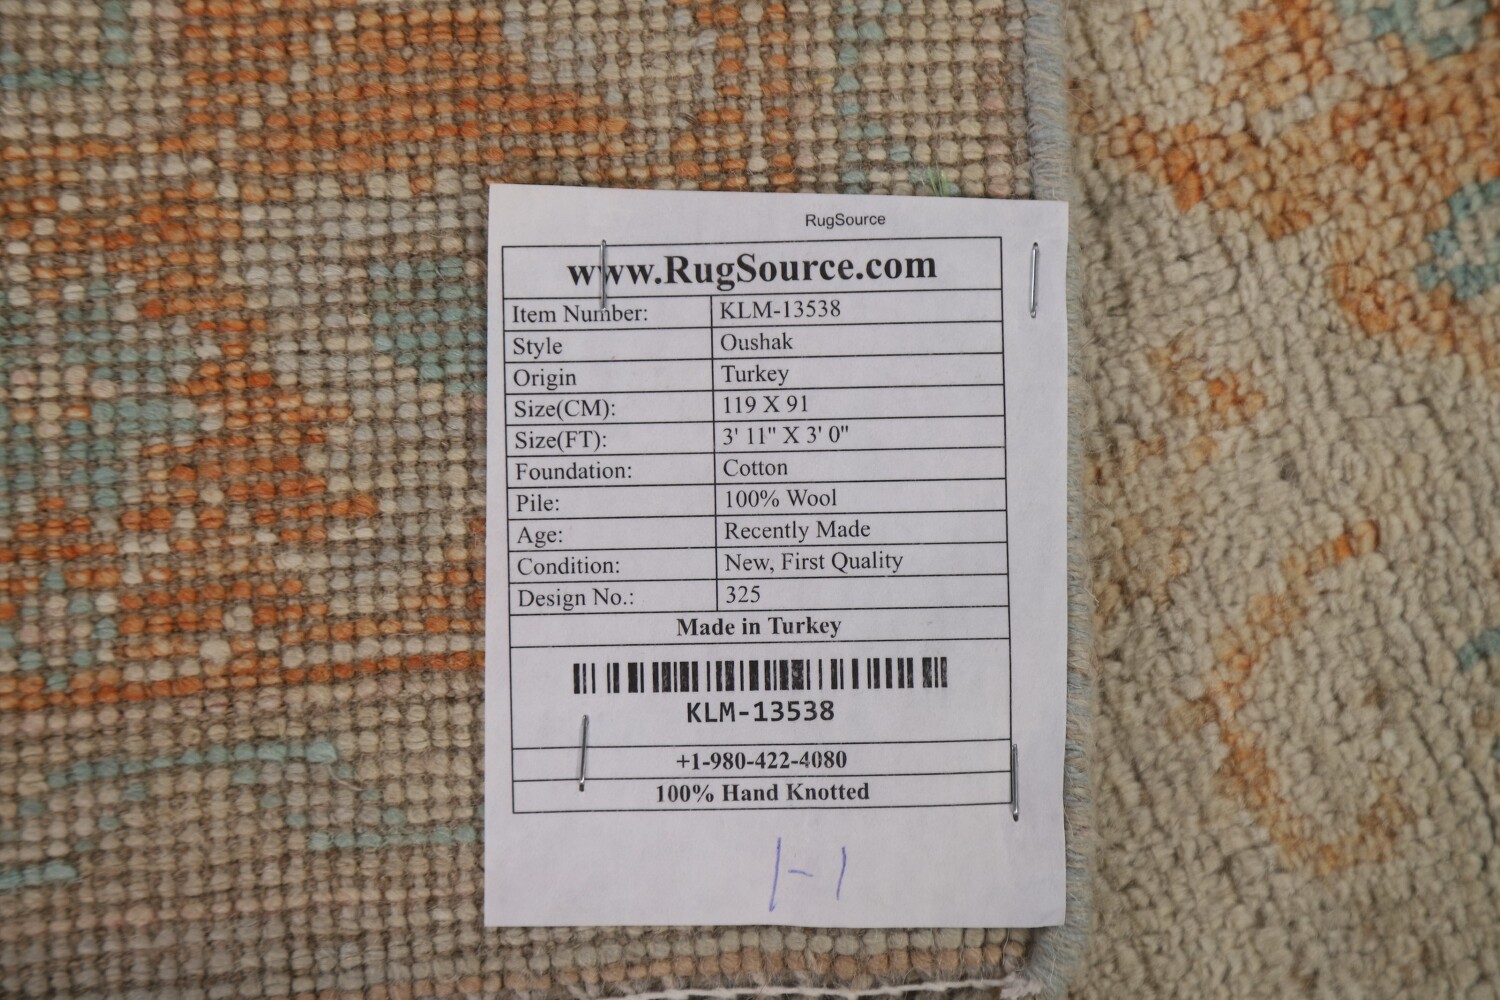 RugSource
www.RugSource.com
Item Number: KLM-13538
Style Oushak
Origin Turkey
Size(CM): 119 X 91
Size(FT): 3' 11" X 3' 0"
Foundation: Cotton
Pile: 100% Wool
Age: Recently Made
Condition: New, First Quality
Design No.: 325
Made in Turkey
KLM-13538
+1-980-422-4080
100% Hand Knotted
1-1